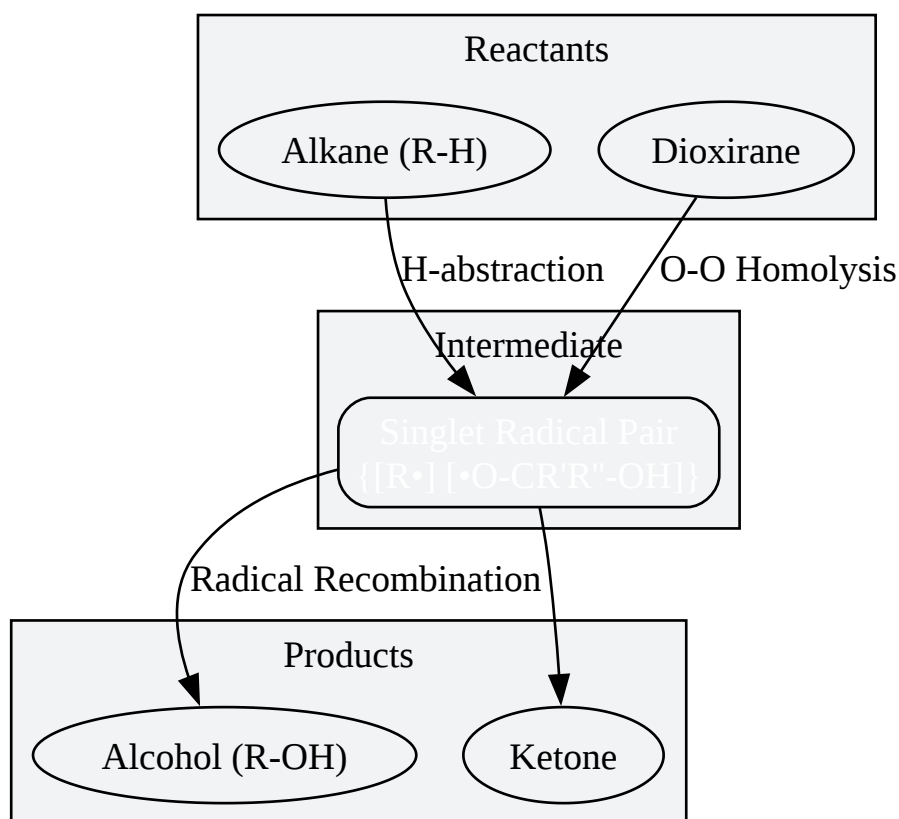 Reactants
Alkane (R-H)
Dioxirane
H-abstraction
O-O Homolysis
Intermediate
Singlet Radical Pair
{[R•] [•O-CR'R"-OH]}
Radical Recombination
Products
Alcohol (R-OH)
Ketone